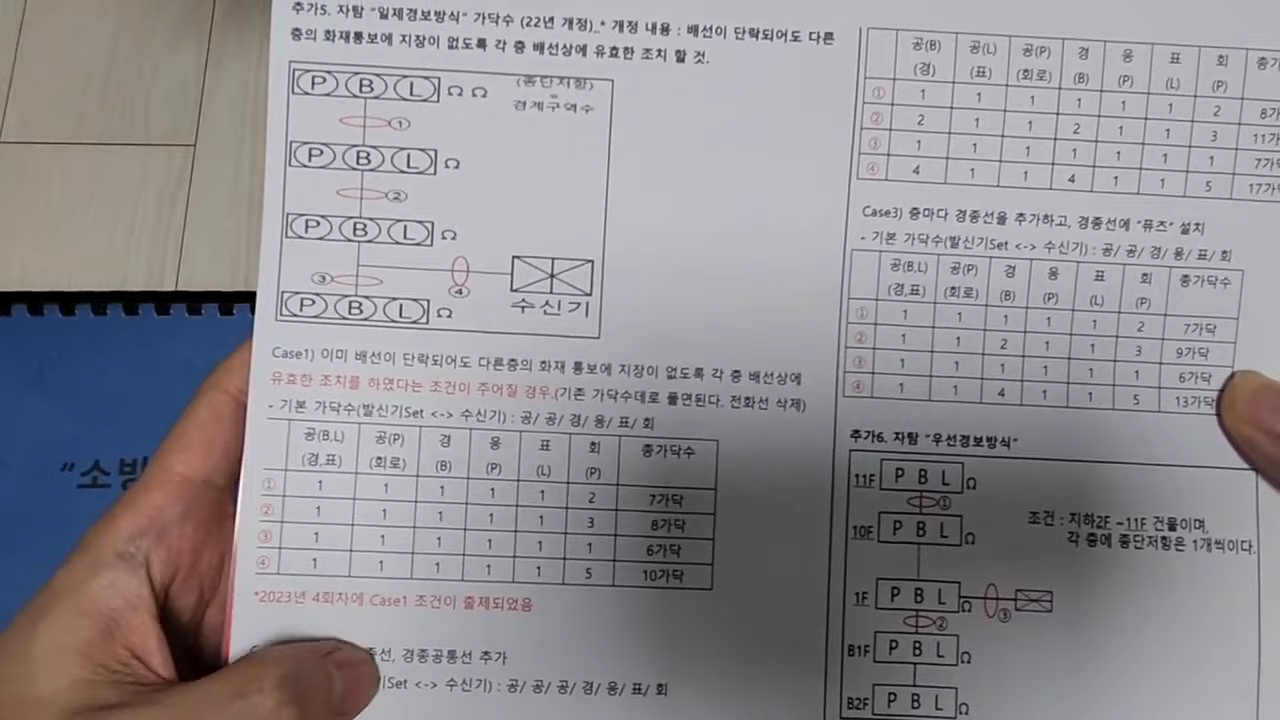 추가5. 자탐 "일제경보방식" 가닥수 (22년 개정)_* 개정 내용 : 배선이 단락되어도 다른
층의 화재통보에 지장이 없도록 각 층 배선상에 유효한 조치 할 것.
P B L Ω Ω (종단저항)
=
경계구역수
①
P B L Ω
②
P B L Ω
③ ④ 수신기
P B L Ω
Case1) 이미 배선이 단락되어도 다른층의 화재 통보에 지장이 없도록 각 층 배선상에
유효한 조치를 하였다는 조건이 주어질 경우.(기존 가닥수데로 풀면된다. 전화선 삭제)
- 기본 가닥수(발신기Set <-> 수신기) : 공/ 공/ 경/ 응/ 표/ 회
공(B,L) 공(P) 경 응 표 회 총가닥수
(경,표) (회로) (B) (P) (L) (P)
① 1 1 1 1 1 2 7가닥
② 1 1 1 1 1 3 8가닥
③ 1 1 1 1 1 1 6가닥
④ 1 1 1 1 1 5 10가닥
*2023년 4회차에 Case1 조건이 출제되었음
경종공통선 추가
Set <-> 수신기) : 공/ 공/ 공/ 경/ 응/ 표/ 회
공(B) 공(L) 공(P) 경 응 표 회
(경) (표) (회로) (B) (P) (L) (P)
① 1 1 1 1 1 1 2
② 2 1 1 2 1 1 3
③ 1 1 1 1 1 1 1
④ 4 1 1 4 1 1 5
Case3) 층마다 경종선을 추가하고, 경종선에 "퓨즈" 설치
- 기본 가닥수(발신기Set <-> 수신기) : 공/ 공/ 경/ 응/ 표/ 회
공(B,L) 공(P) 경 응 표 회 총가닥수
(경,표) (회로) (B) (P) (L) (P)
① 1 1 1 1 1 2 7가닥
② 1 1 2 1 1 3 9가닥
③ 1 1 1 1 1 1 6가닥
④ 1 1 4 1 1 5 13가닥
추가6. 자탐 "우선경보방식"
11F P B L Ω
①
조건 : 지하2F ~11F 건물이며,
10F P B L Ω
각 층에 종단저항은 1개씩이다.
1F P B L Ω ③
②
B1F P B L Ω
B2F P B L Ω
"소방